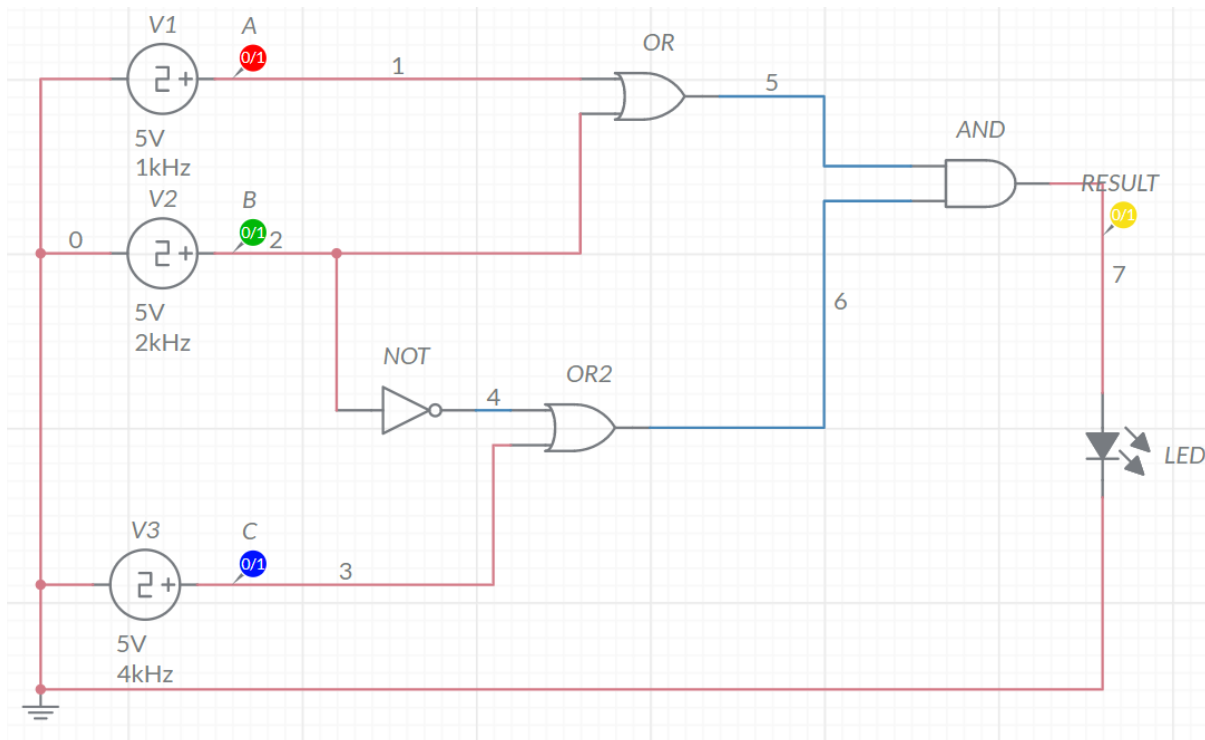 V1
A
0/1
1
OR
5V
1kHz
5
AND
V2
B
0/1
2
0
RESULT
0/1
5V
2kHz
6
7
NOT
4
OR2
LED
V3
C
0/1
3
5V
4kHz